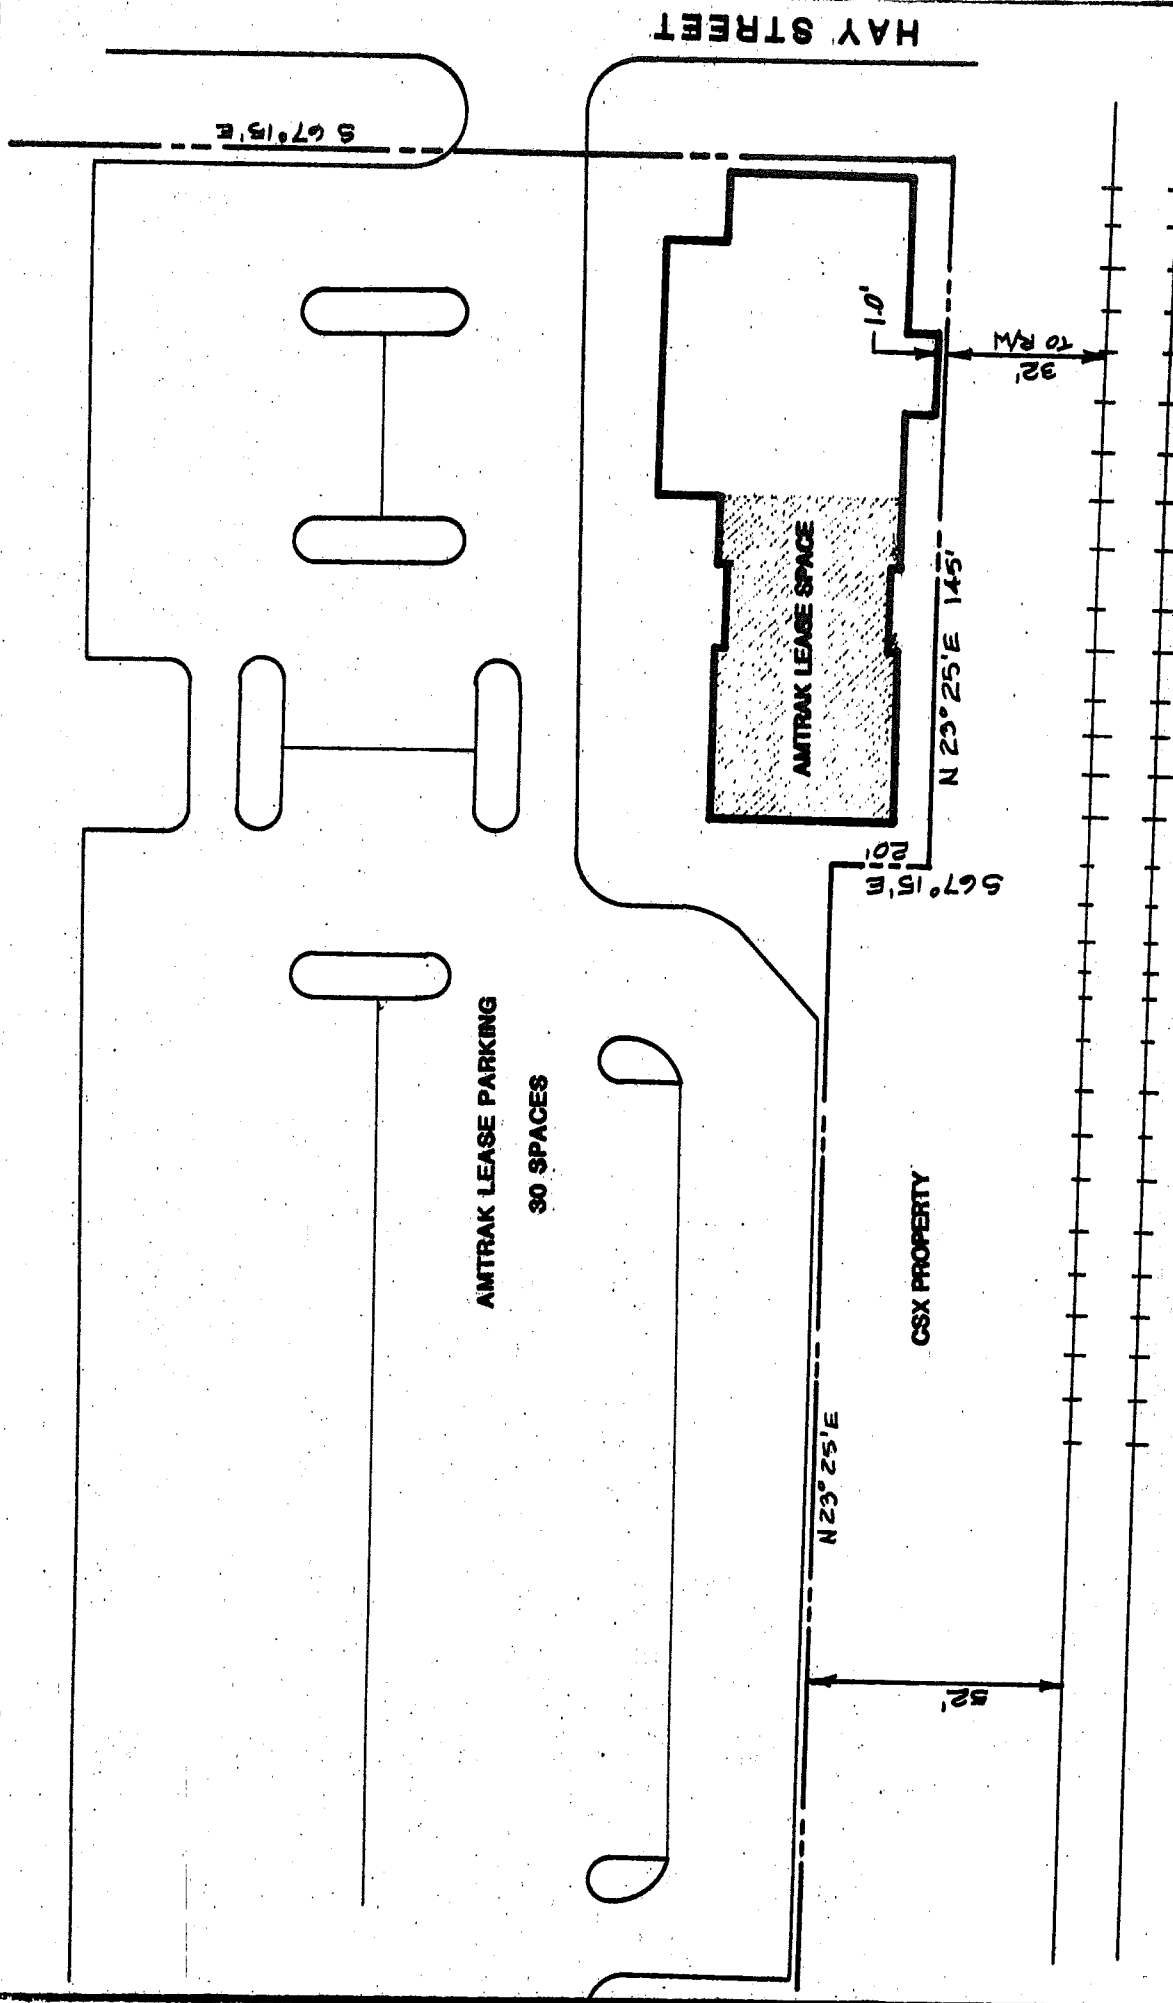 HAY STREET
S 67°15'E
1.0'
32'
TO R/W
AMTRAK LEASE SPACE
N 23°25'E 145'
20'
S67°15'E
AMTRAK LEASE PARKING
30 SPACES
CSX PROPERTY
N 23°25'E
52'